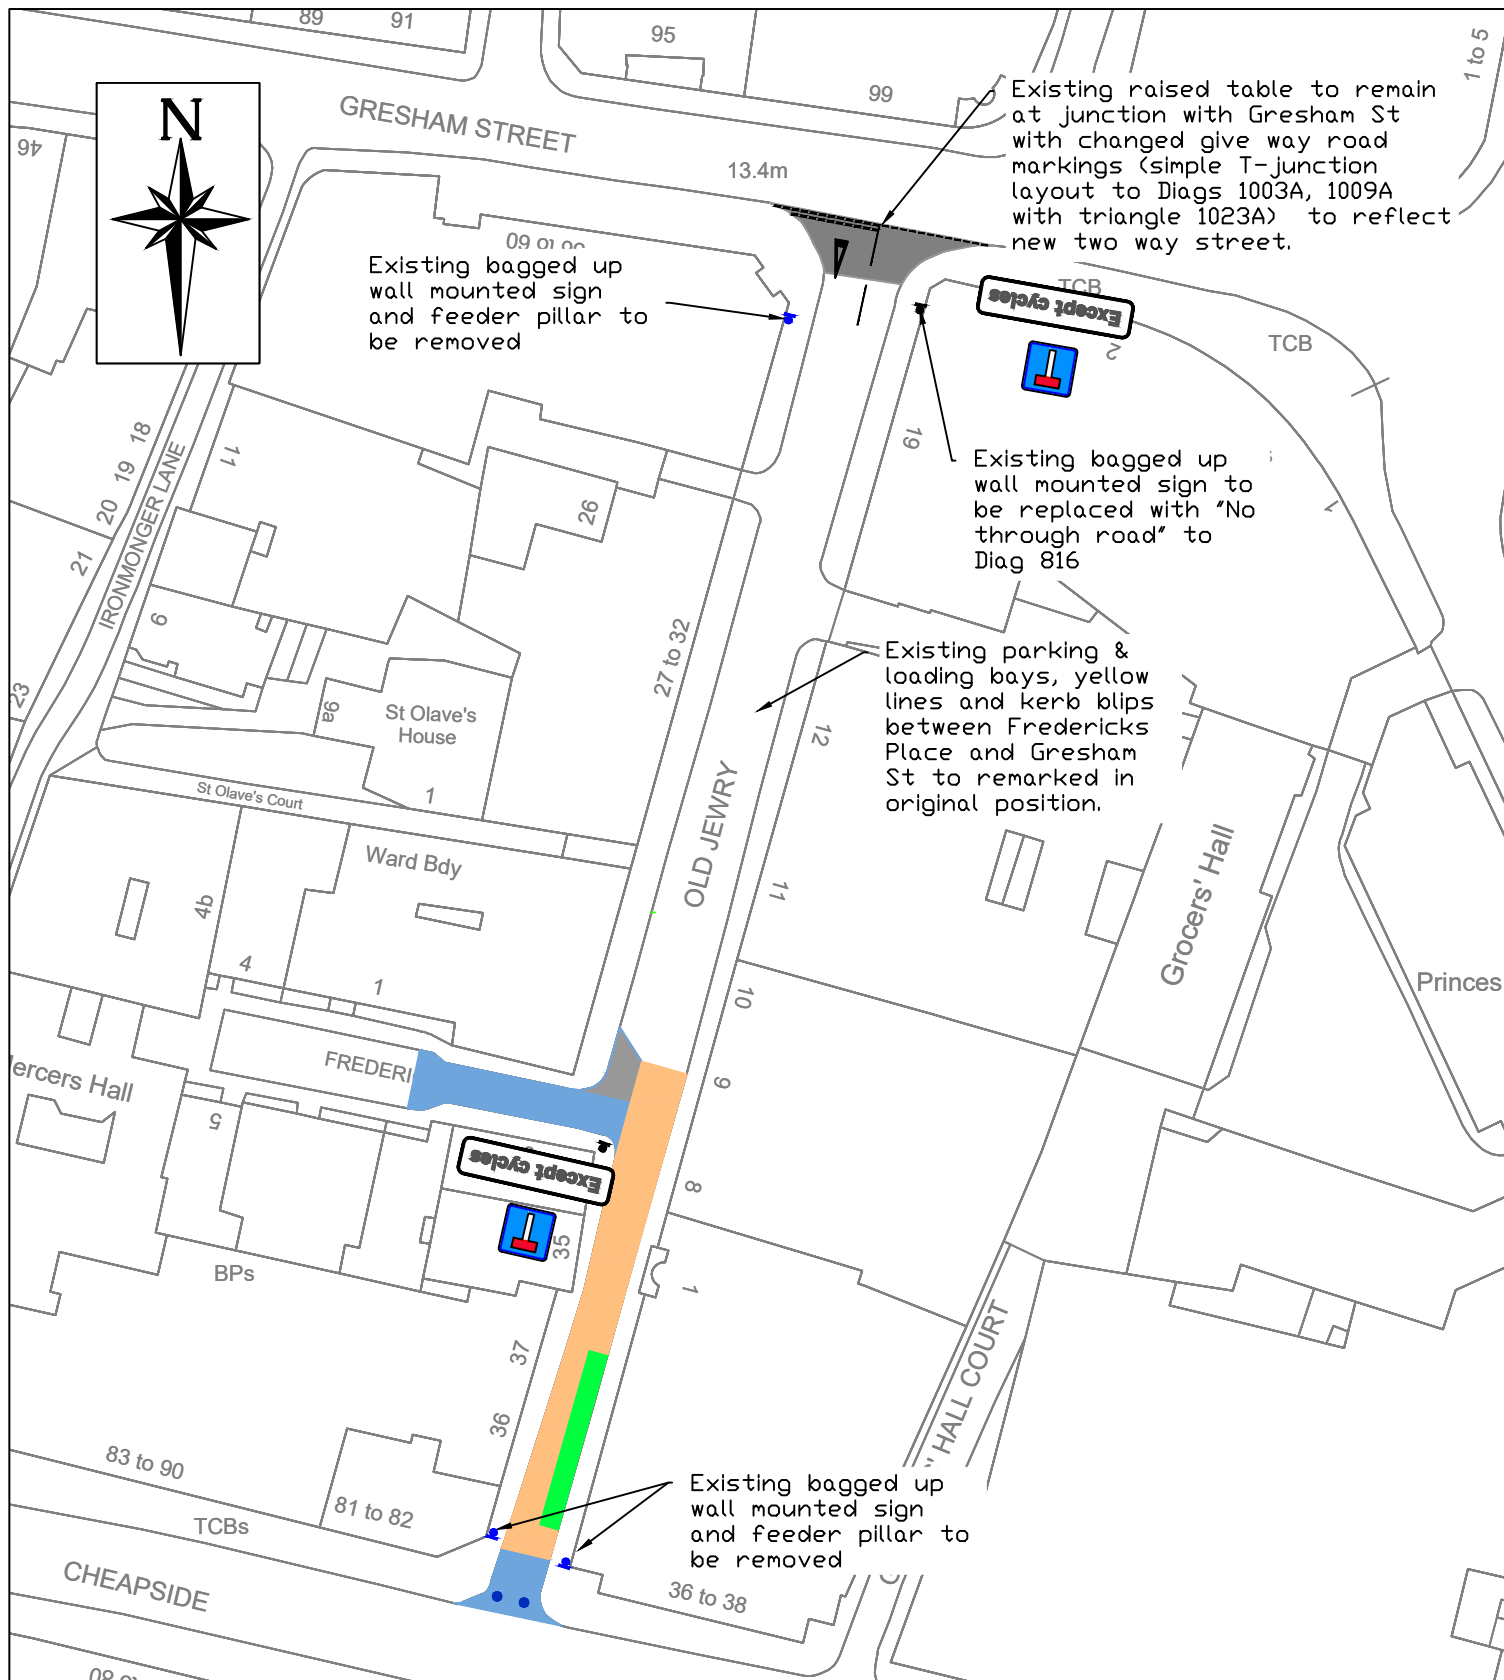 89
91
95
99
1 to 5
46
GRESHAM STREET
13.4m
N
Existing raised table to remain
at junction with Gresham St
with changed give way road
markings (simple T-junction
layout to Diags 1003A, 1009A
with triangle 1023A) to reflect
new two way street.
Existing bagged up
wall mounted sign
and feeder pillar to
be removed
TCB
Except cycles
2
TCB
19
Existing bagged up
wall mounted sign to
be replaced with "No
through road" to
Diag 816
1
18
19
20
21
23
IRONMONGER LANE
11
26
6
9a
27 to 32
St Olave's
House
1
St Olave's Court
Existing parking &
loading bays, yellow
lines and kerb blips
between Fredericks
Place and Gresham
St to remarked in
original position.
12
OLD JEWRY
Ward Bdy
4b
4
1
11
10
9
8
1
Grocers' Hall
Princes
FREDERI
ercers Hall
5
Except cycles
35
BPs
37
36
' HALL COURT
83 to 90
81 to 82
TCBs
Existing bagged up
wall mounted sign
and feeder pillar to
be removed
CHEAPSIDE
36 to 38